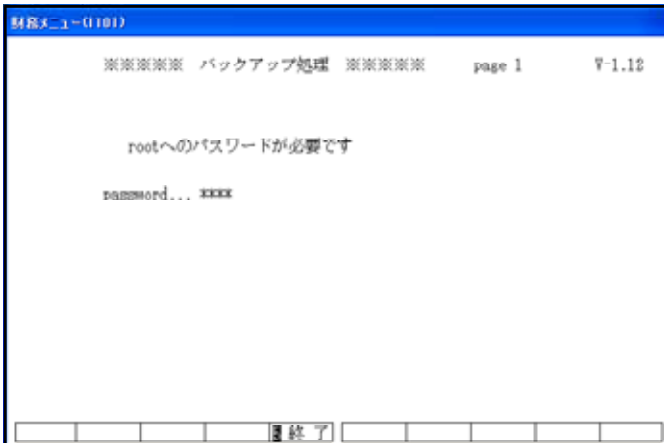 財務メニュー(1101)
※※※※※ バックアップ処理 ※※※※※ page 1 V-1.12
rootへのパスワードが必要です
password... ****
終 了